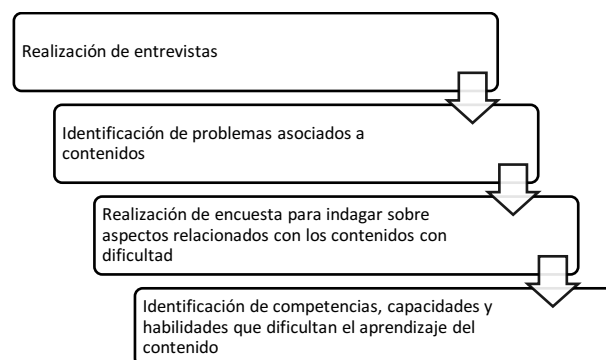 Realización de entrevistas
Identificación de problemas asociados a
contenidos
Realización de encuesta para indagar sobre
aspectos relacionados con los contenidos con
dificultad
Identificación de competencias, capacidades y
habilidades que dificultan el aprendizaje del
contenido